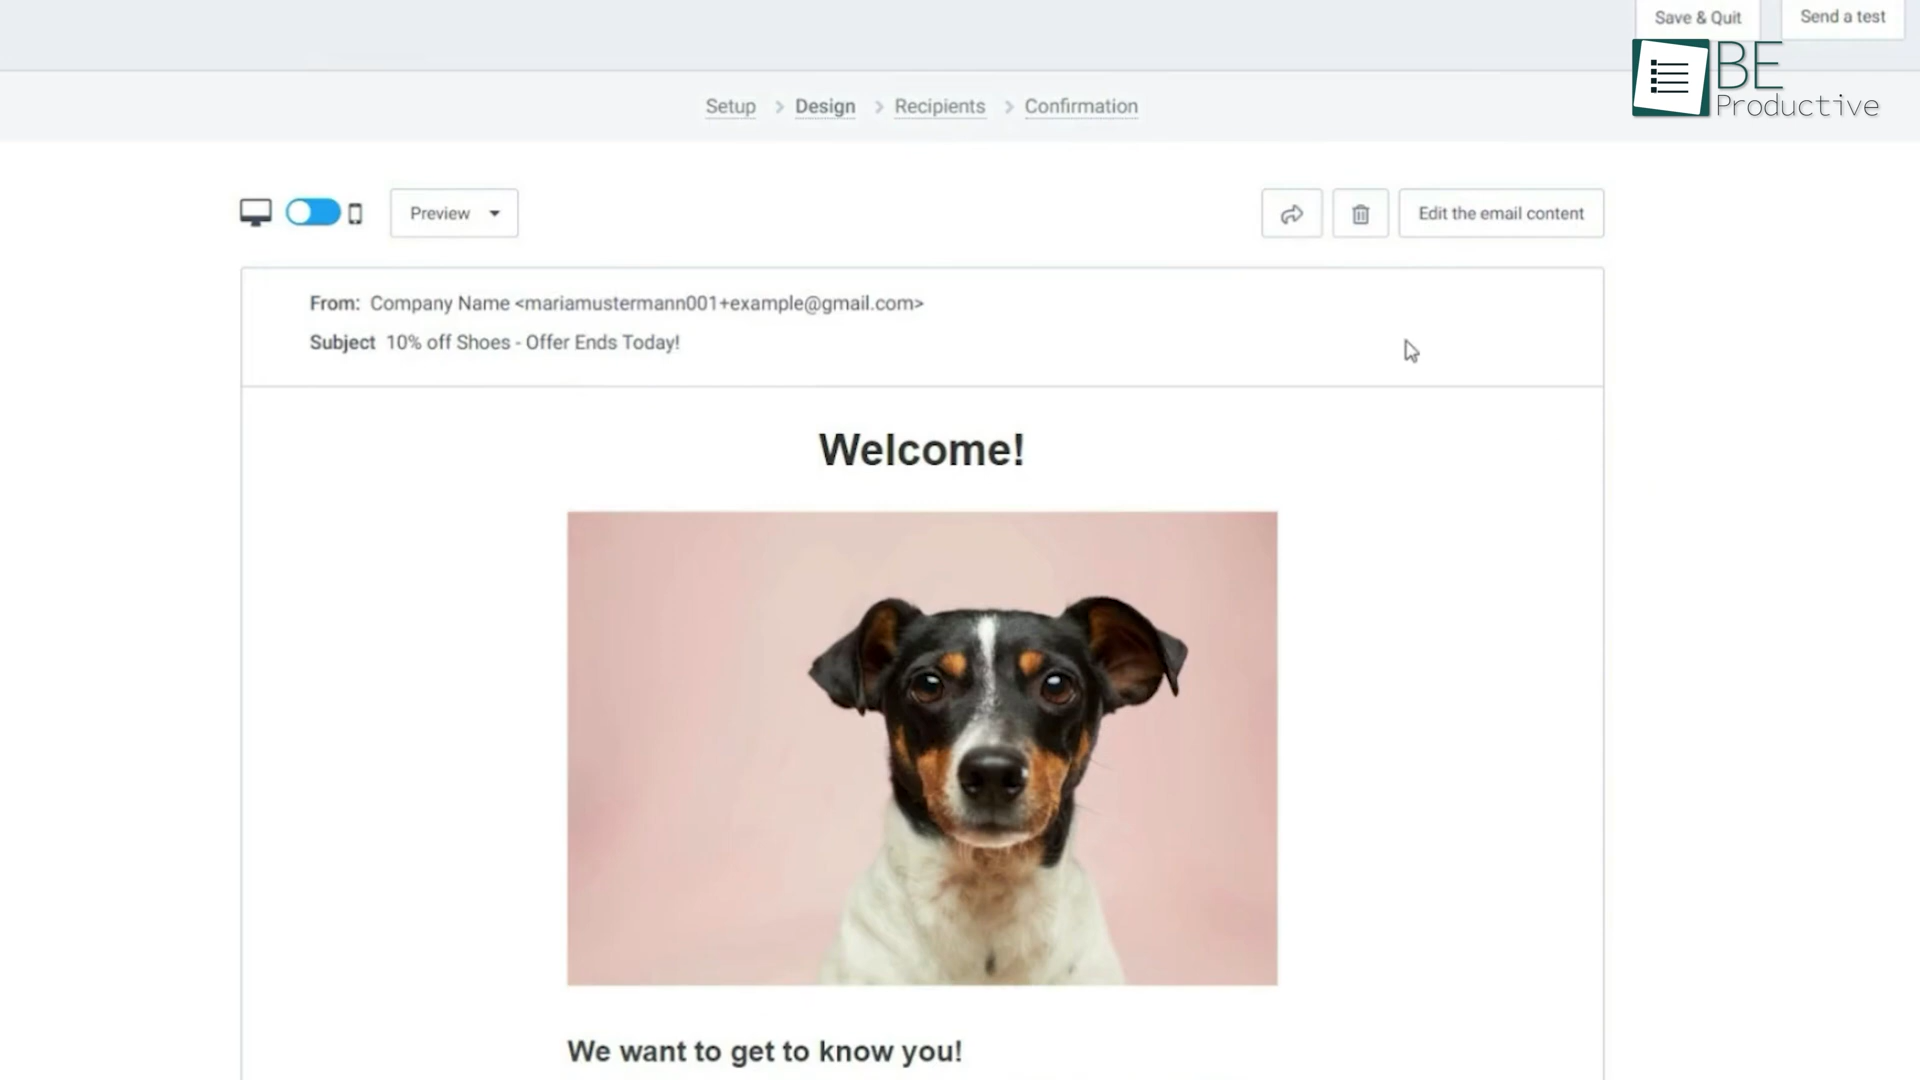 Save & Quit
Send a test
BE
Productive
Setup > Design > Recipients > Confirmation
Preview
Edit the email content
From: Company Name <mariamustermann001+example@gmail.com>
Subject 10% off Shoes - Offer Ends Today!
Welcome!
We want to get to know you!